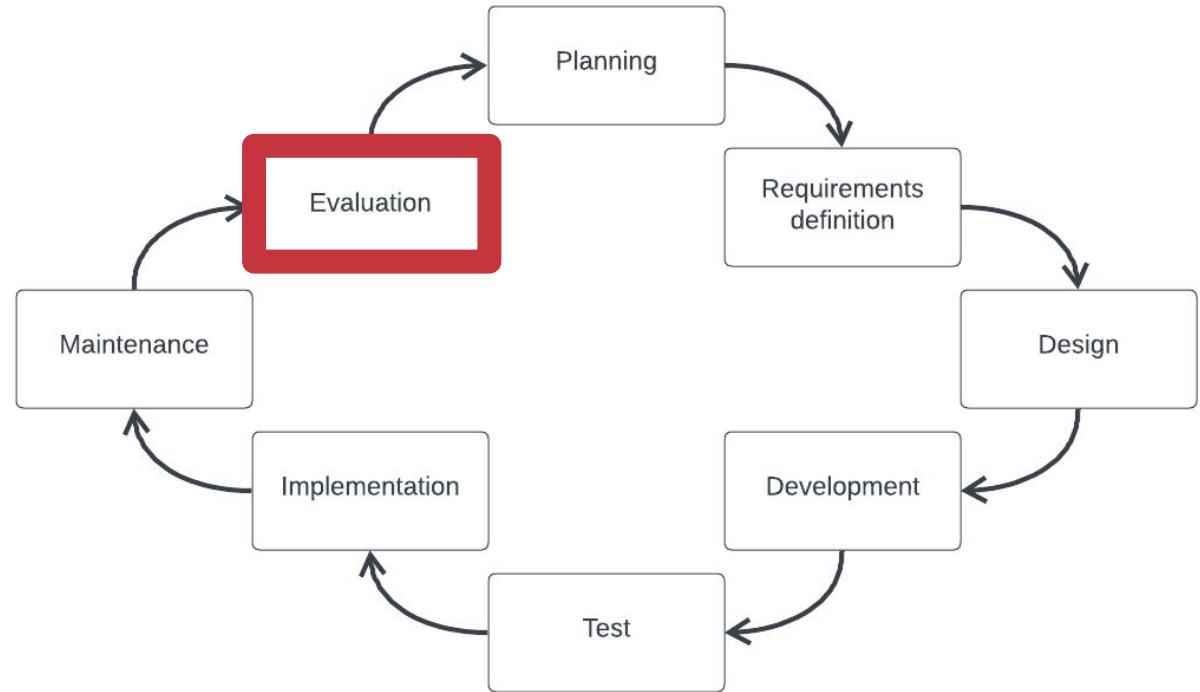 Planning
Evaluation
Requirements
definition
Maintenance
Design
Implementation
Development
Test